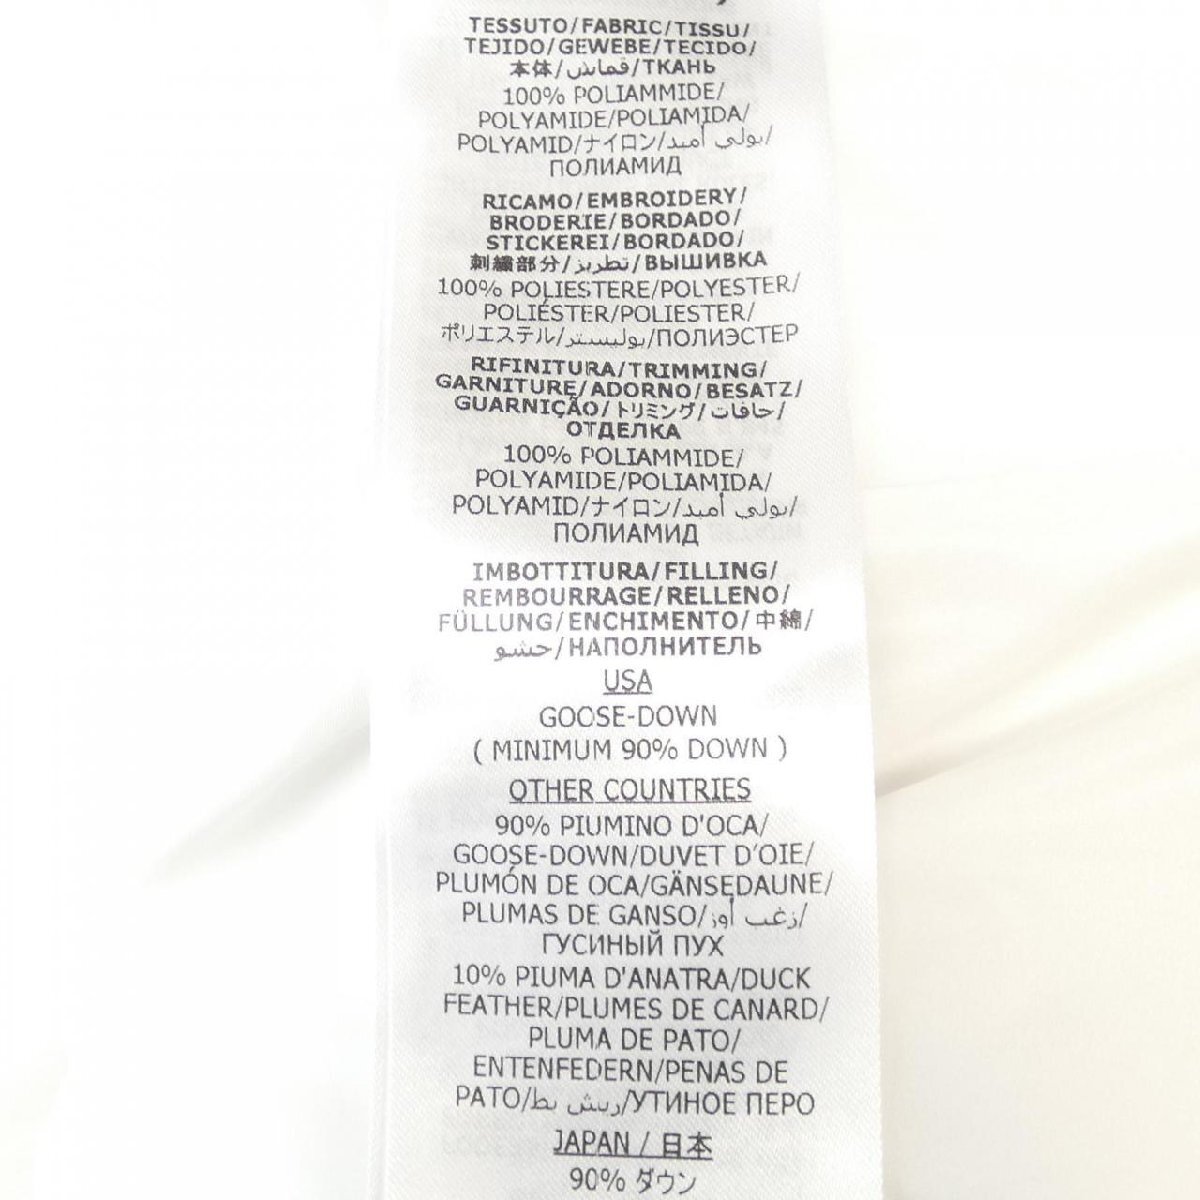 TESSUTO/FABRIC/TISSU/
TEJIDO/GEWEBE/TECIDO/
本体/قماش/ТКАНЬ
100% POLIAMMIDE/
POLYAMIDE/POLIAMIDA/
POLYAMID/ナイロン/بولي أميد/
ПОЛИАМИД
RICAMO/EMBROIDERY/
BRODERIE/BORDADO/
STICKEREI/BORDADO/
刺繍部分/تطريز/ВЫШИВКА
100% POLIESTERE/POLYESTER/
POLIÉSTER/POLIESTER/
ポリエステル/بوليستر/ПОЛИЭСТЕР
RIFINITURA/TRIMMING/
GARNITURE/ADORNO/BESATZ/
GUARNIÇÃO/トリミング/حافات/
ОТДЕЛКА
100% POLIAMMIDE/
POLYAMIDE/POLIAMIDA/
POLYAMID/ナイロン/بولي أميد/
ПОЛИАМИД
IMBOTTITURA/FILLING/
REMBOURRAGE/RELLENO/
FÜLLUNG/ENCHIMENTO/中綿/
حشو/НАПОЛНИТЕЛЬ
USA
GOOSE-DOWN
( MINIMUM 90% DOWN )
OTHER COUNTRIES
90% PIUMINO D'OCA/
GOOSE-DOWN/DUVET D'OIE/
PLUMÓN DE OCA/GÄNSEDAUNE/
PLUMAS DE GANSO/زغب أوز/
ГУСИНЫЙ ПУХ
10% PIUMA D'ANATRA/DUCK
FEATHER/PLUMES DE CANARD/
PLUMA DE PATO/
ENTENFEDERN/PENAS DE
PATO/ريش بط/УТИНОЕ ПЕРО
JAPAN / 日本
90% ダウン